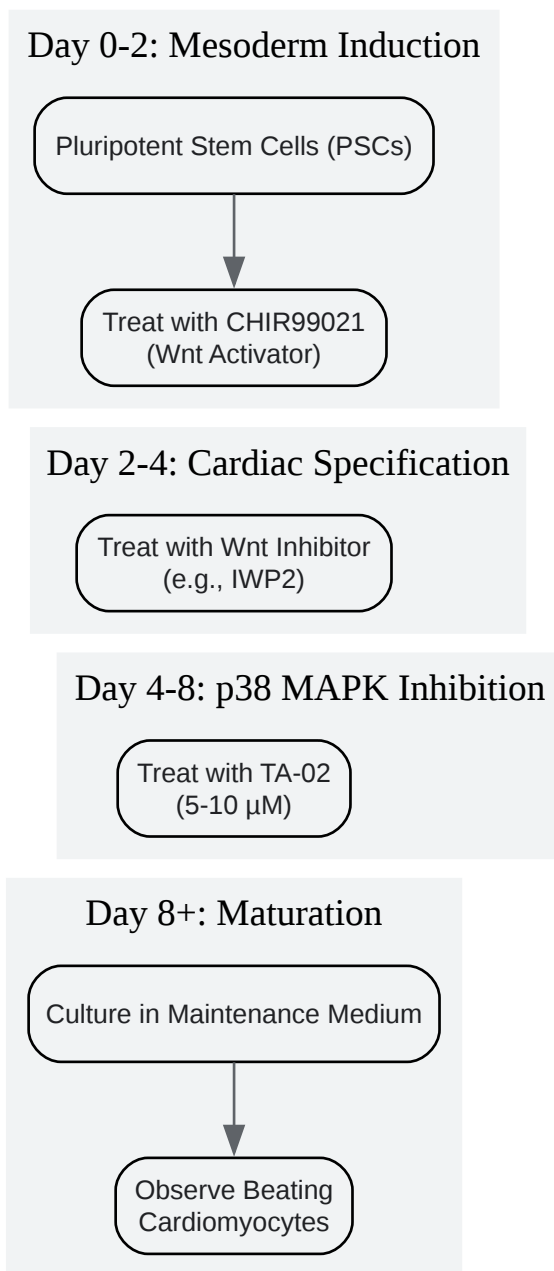 Day 0-2: Mesoderm Induction
Pluripotent Stem Cells (PSCs)
Treat with CHIR99021
(Wnt Activator)
Day 2-4: Cardiac Specification
Treat with Wnt Inhibitor
(e.g., IWP2)
Day 4-8: p38 MAPK Inhibition
Treat with TA-02
(5-10 µM)
Day 8+: Maturation
Culture in Maintenance Medium
Observe Beating
Cardiomyocytes